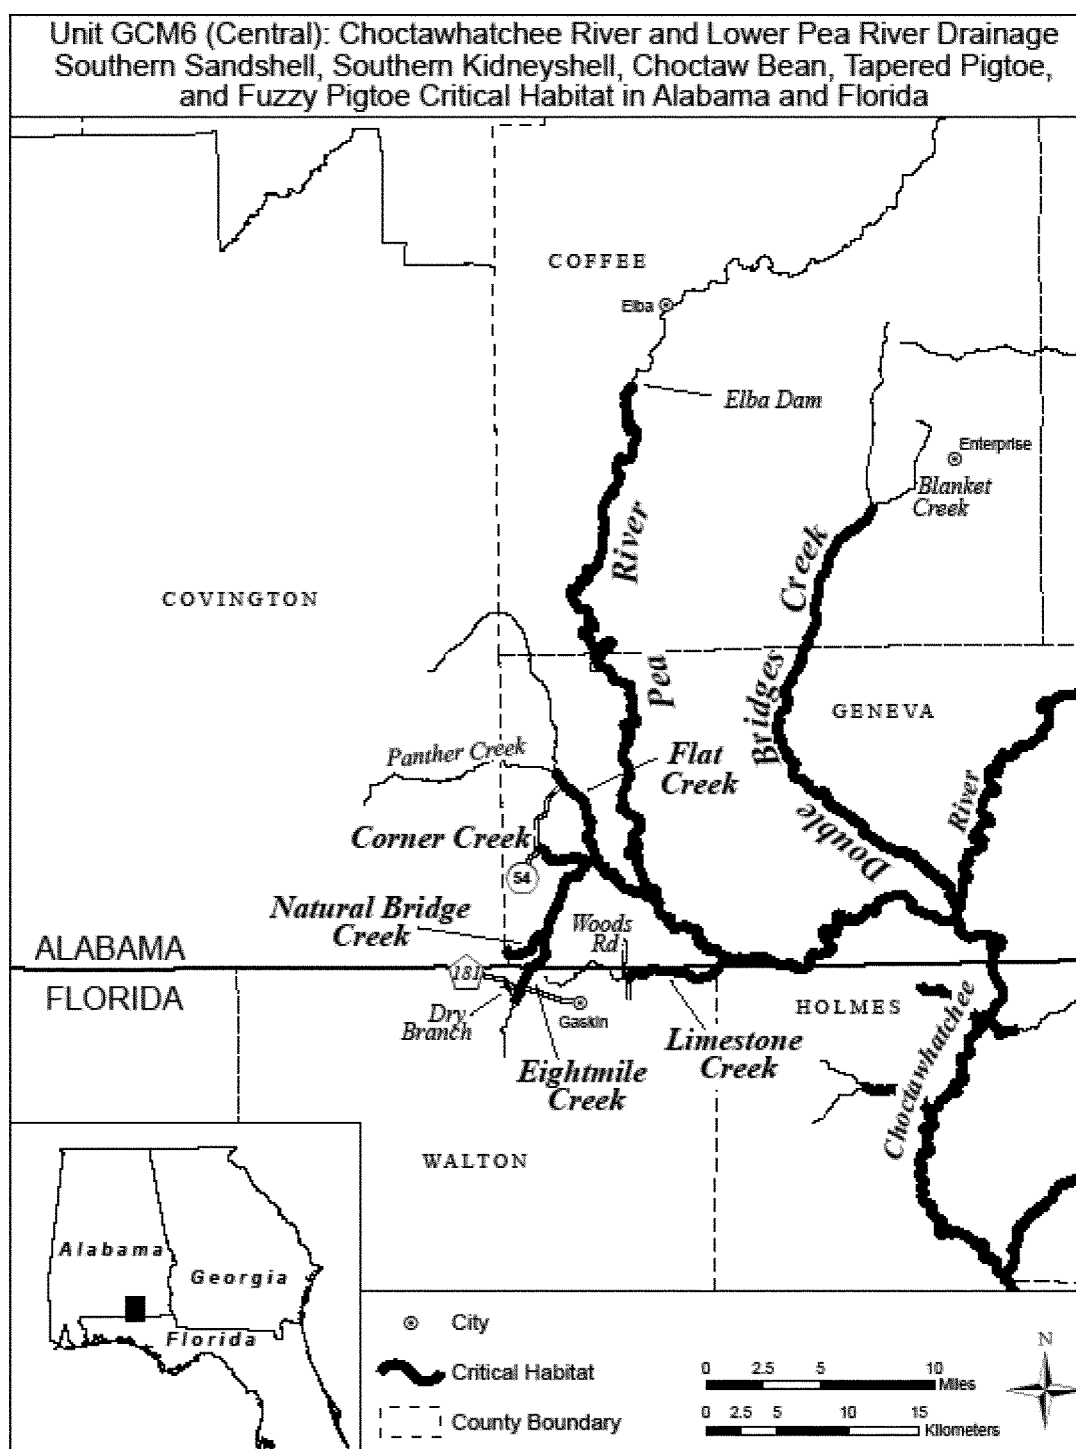 Unit GCM6 (Central): Choctawhatchee River and Lower Pea River Drainage
Southern Sandshell, Southern Kidneyshell, Choctaw Bean, Tapered Pigtoe,
and Fuzzy Pigtoe Critical Habitat in Alabama and Florida
COFFEE
Elba
Elba Dam
Enterprise
Blanket
Creek
River
Pea
Double
Bridges
Creek
COVINGTON
GENEVA
River
Panther Creek
Flat
Creek
Corner Creek
54
Natural Bridge
Creek
Woods
Rd
ALABAMA
FLORIDA
181
Dry
Branch
Gaskin
HOLMES
Limestone
Creek
Eightmile
Creek
Choctawhatchee
WALTON
Alabama
Georgia
Florida
City
Critical Habitat
County Boundary
0 2.5 5 10
Miles
0 2.5 5 10 15
Kilometers
N